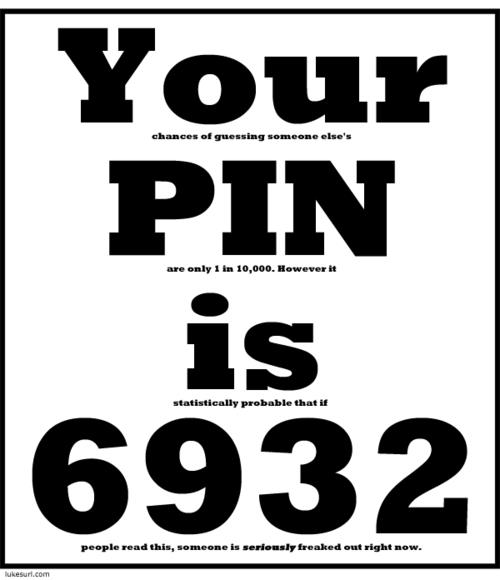 Your
chances of guessing someone else's
PIN
are only 1 in 10,000. However it
is
statistically probable that if
6932
people read this, someone is seriously freaked out right now.
lukesurl.com